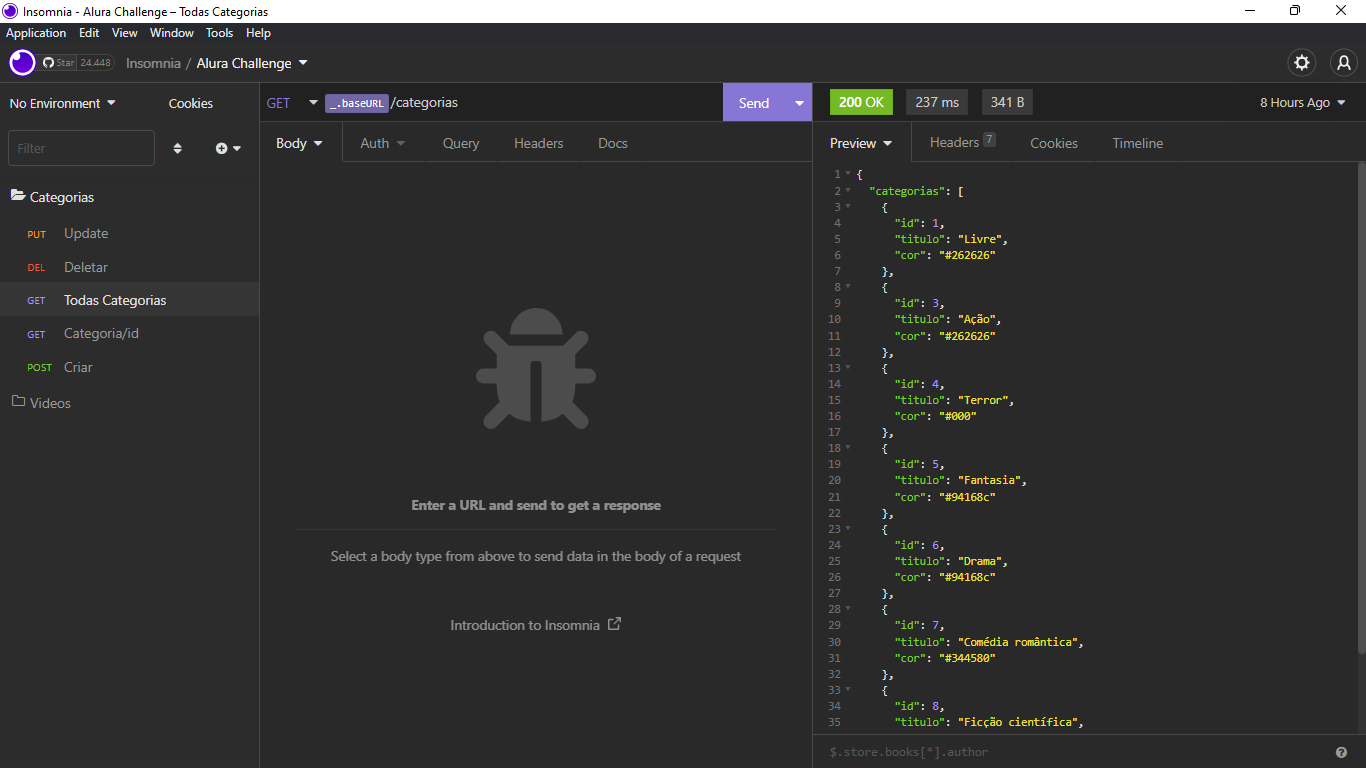 Insomnia - Alura Challenge – Todas Categorias
Application Edit View Window Tools Help
Star 24.448 Insomnia / Alura Challenge
No Environment Cookies
Filter
Categorias
PUT Update
DEL Deletar
GET Todas Categorias
GET Categoria/id
POST Criar
Videos
GET _.baseURL /categorias Send
Body Auth Query Headers Docs
Enter a URL and send to get a response
Select a body type from above to send data in the body of a request
Introduction to Insomnia
200 OK 237 ms 341 B 8 Hours Ago
Preview Headers 7 Cookies Timeline
1 {
2 "categorias": [
3 {
4 "id": 1,
5 "titulo": "Livre",
6 "cor": "#262626"
7 },
8 {
9 "id": 3,
10 "titulo": "Ação",
11 "cor": "#262626"
12 },
13 {
14 "id": 4,
15 "titulo": "Terror",
16 "cor": "#000"
17 },
18 {
19 "id": 5,
20 "titulo": "Fantasia",
21 "cor": "#94168c"
22 },
23 {
24 "id": 6,
25 "titulo": "Drama",
26 "cor": "#94168c"
27 },
28 {
29 "id": 7,
30 "titulo": "Comédia romântica",
31 "cor": "#344580"
32 },
33 {
34 "id": 8,
35 "titulo": "Ficção científica",
$.store.books[*].author